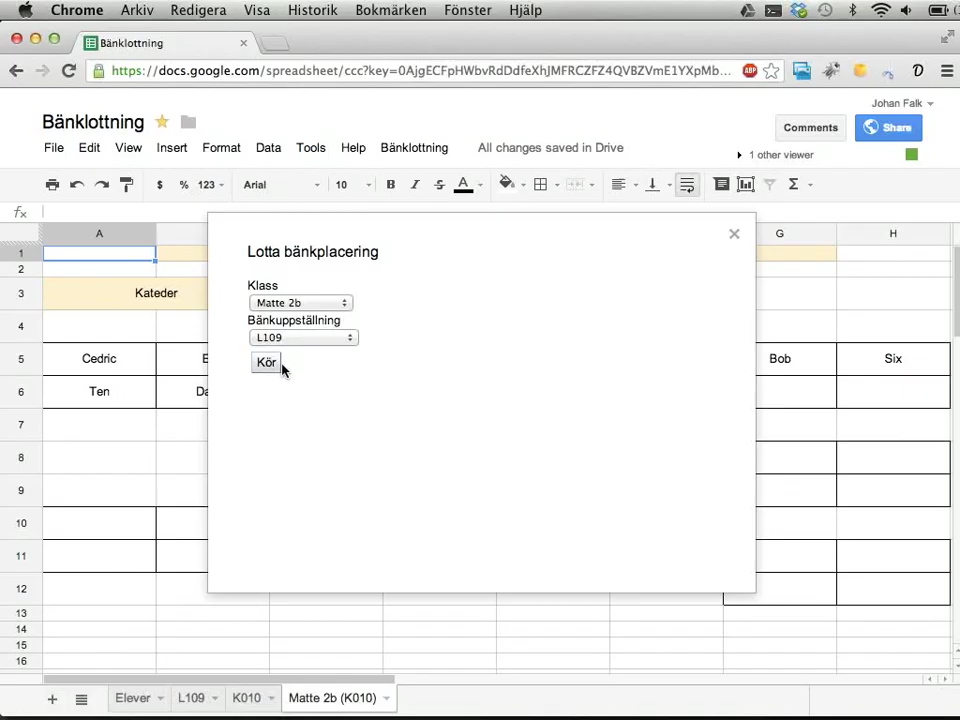 Chrome Arkiv Redigera Visa Historik Bokmärken Fönster Hjälp
Bänklottning
https://docs.google.com/spreadsheet/ccc?key=0AjgECFpHWbvRdDdfeXhJMFRCZFZ4QVBZVmE1YXpMb...
ABP
Johan Falk
Bänklottning
Comments
Share
File Edit View Insert Format Data Tools Help Bänklottning All changes saved in Drive
1 other viewer
$ % 123 Arial 10 B I S A Σ
fx
A G H
1
2
3 Kateder
4
5 Cedric Bob Six
6 Ten
7
8
9
10
11
12
13
14
15
16
Lotta bänkplacering
Klass
Matte 2b
Bänkuppställning
L109
Kör
+ Elever L109 K010 Matte 2b (K010)